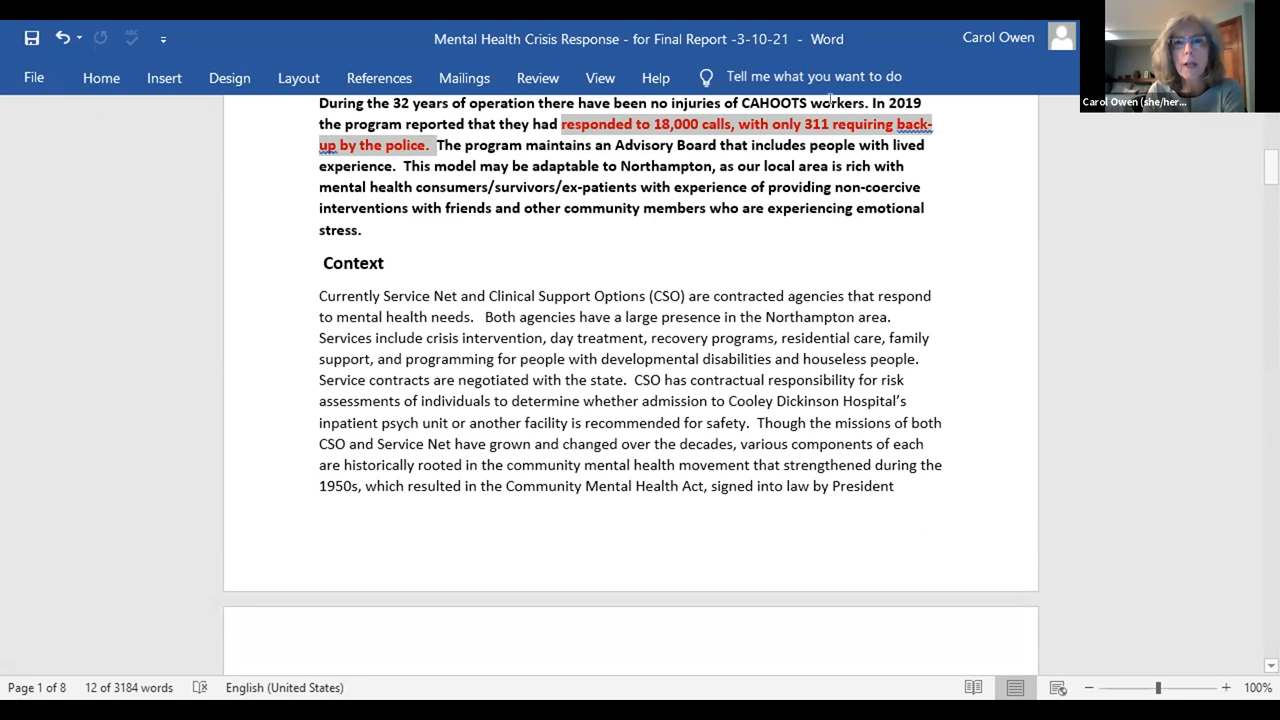 Mental Health Crisis Response - for Final Report -3-10-21 - Word
Carol Owen
File Home Insert Design Layout References Mailings Review View Help Tell me what you want to do
Carol Owen (she/her...
During the 32 years of operation there have been no injuries of CAHOOTS workers. In 2019
the program reported that they had responded to 18,000 calls, with only 311 requiring back-
up by the police. The program maintains an Advisory Board that includes people with lived
experience. This model may be adaptable to Northampton, as our local area is rich with
mental health consumers/survivors/ex-patients with experience of providing non-coercive
interventions with friends and other community members who are experiencing emotional
stress.
Context
Currently Service Net and Clinical Support Options (CSO) are contracted agencies that respond
to mental health needs. Both agencies have a large presence in the Northampton area.
Services include crisis intervention, day treatment, recovery programs, residential care, family
support, and programming for people with developmental disabilities and houseless people.
Service contracts are negotiated with the state. CSO has contractual responsibility for risk
assessments of individuals to determine whether admission to Cooley Dickinson Hospital's
inpatient psych unit or another facility is recommended for safety. Though the missions of both
CSO and Service Net have grown and changed over the decades, various components of each
are historically rooted in the community mental health movement that strengthened during the
1950s, which resulted in the Community Mental Health Act, signed into law by President
Page 1 of 8 12 of 3184 words English (United States) 100%